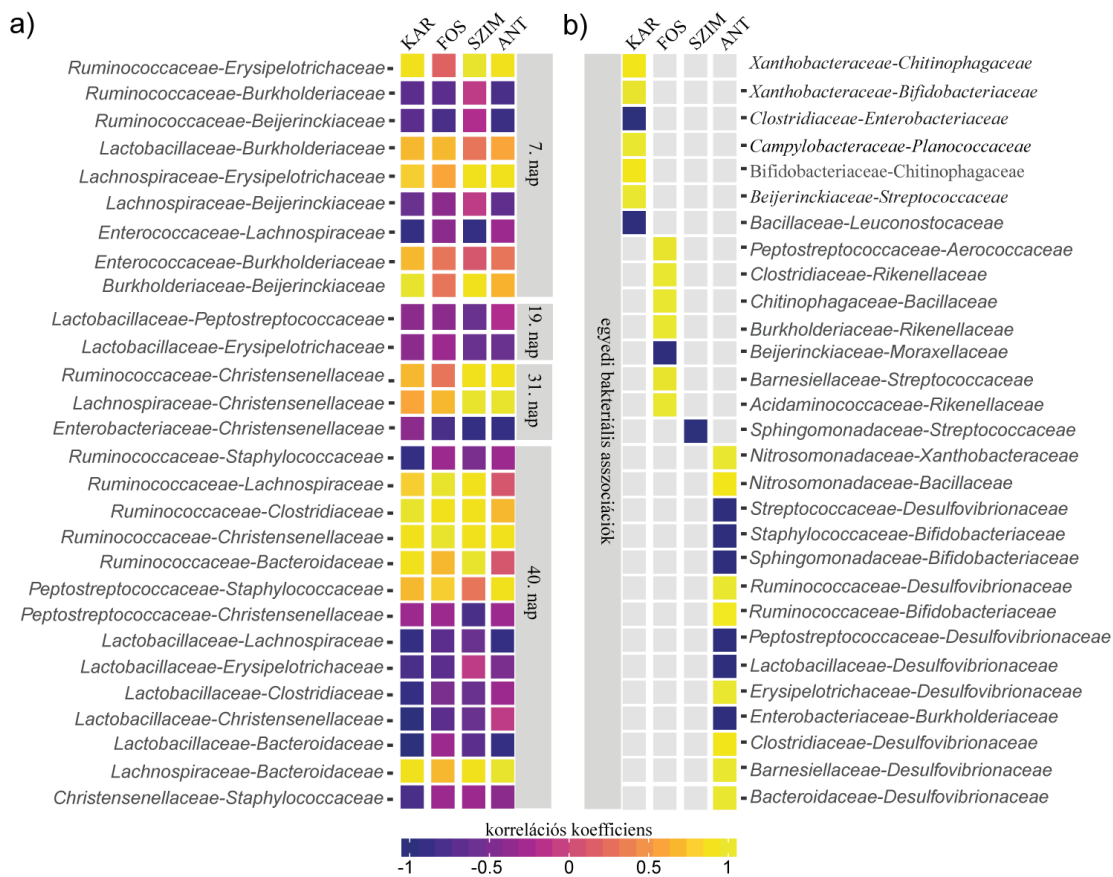 a)
KAR FOS SZIM ANT
Ruminococcaceae-Erysipelotrichaceae
Ruminococcaceae-Burkholderiaceae
Ruminococcaceae-Beijerinckiaceae
Lactobacillaceae-Burkholderiaceae
Lachnospiraceae-Erysipelotrichaceae
Lachnospiraceae-Beijerinckiaceae
Enterococcaceae-Lachnospiraceae
Enterococcaceae-Burkholderiaceae
Burkholderiaceae-Beijerinckiaceae
7. nap
Lactobacillaceae-Peptostreptococcaceae
Lactobacillaceae-Erysipelotrichaceae
19. nap
Ruminococcaceae-Christensenellaceae
Lachnospiraceae-Christensenellaceae
Enterobacteriaceae-Christensenellaceae
31. nap
Ruminococcaceae-Staphylococcaceae
Ruminococcaceae-Lachnospiraceae
Ruminococcaceae-Clostridiaceae
Ruminococcaceae-Christensenellaceae
Ruminococcaceae-Bacteroidaceae
Peptostreptococcaceae-Staphylococcaceae
Peptostreptococcaceae-Christensenellaceae
Lactobacillaceae-Lachnospiraceae
Lactobacillaceae-Erysipelotrichaceae
Lactobacillaceae-Clostridiaceae
Lactobacillaceae-Christensenellaceae
Lactobacillaceae-Bacteroidaceae
Lachnospiraceae-Bacteroidaceae
Christensenellaceae-Staphylococcaceae
40. nap
b)
KAR FOS SZIM ANT
egyedi bakteriális asszociációk
Xanthobacteraceae-Chitinophagaceae
Xanthobacteraceae-Bifidobacteriaceae
Clostridiaceae-Enterobacteriaceae
Campylobacteraceae-Planococcaceae
Bifidobacteriaceae-Chitinophagaceae
Beijerinckiaceae-Streptococcaceae
Bacillaceae-Leuconostocaceae
Peptostreptococcaceae-Aerococcaceae
Clostridiaceae-Rikenellaceae
Chitinophagaceae-Bacillaceae
Burkholderiaceae-Rikenellaceae
Beijerinckiaceae-Moraxellaceae
Barnesiellaceae-Streptococcaceae
Acidaminococcaceae-Rikenellaceae
Sphingomonadaceae-Streptococcaceae
Nitrosomonadaceae-Xanthobacteraceae
Nitrosomonadaceae-Bacillaceae
Streptococcaceae-Desulfovibrionaceae
Staphylococcaceae-Bifidobacteriaceae
Sphingomonadaceae-Bifidobacteriaceae
Ruminococcaceae-Desulfovibrionaceae
Ruminococcaceae-Bifidobacteriaceae
Peptostreptococcaceae-Desulfovibrionaceae
Lactobacillaceae-Desulfovibrionaceae
Erysipelotrichaceae-Desulfovibrionaceae
Enterobacteriaceae-Burkholderiaceae
Clostridiaceae-Desulfovibrionaceae
Barnesiellaceae-Desulfovibrionaceae
Bacteroidaceae-Desulfovibrionaceae
korrelációs koefficiens
-1 -0.5 0 0.5 1